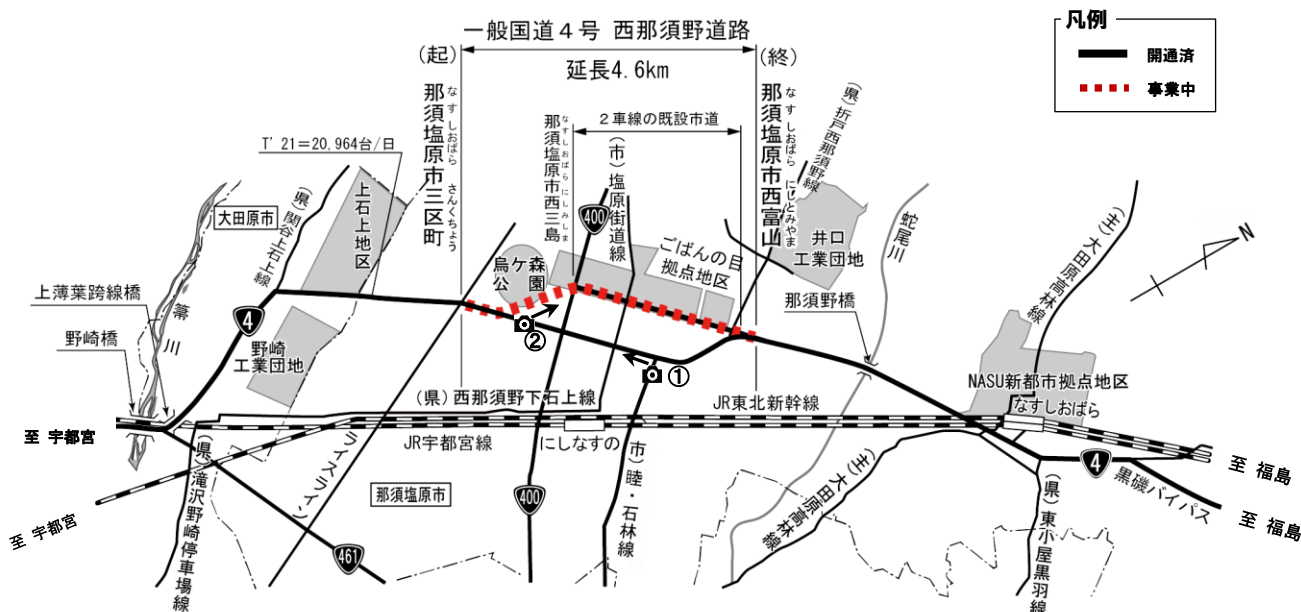 凡例
開通済
事業中
一般国道４号 西那須野道路
(起)
(終)
延長4.6km
那須塩原市三区町
なすしおばら さんくちょう
那須塩原市西富山
なすしおばら にしとみやま
２車線の既設市道
那須塩原市西三島
なすしおばら にしみしま
(市)塩原街道線
(県)折戸西那須野線
T'21=20,964台/日
大田原市
(県)関谷上石上線
上石上地区
400
烏ケ森公園
ごばんの目拠点地区
井口工業団地
蛇尾川
那須野橋
(主)大田原高林線
N
上薄葉跨線橋
野崎橋
箒川
4
野崎工業団地
②
①
NASU新都市拠点地区
なすしおばら
(県)西那須野下石上線
JR東北新幹線
至 宇都宮
JR宇都宮線
にしなすの
ライスライン
(県)滝沢野崎停車場線
那須塩原市
400
(市)睦・石林線
(主)大田原高林線
4
黒磯バイパス
至 福島
至 福島
至 宇都宮
461
(県)東小屋黒羽線